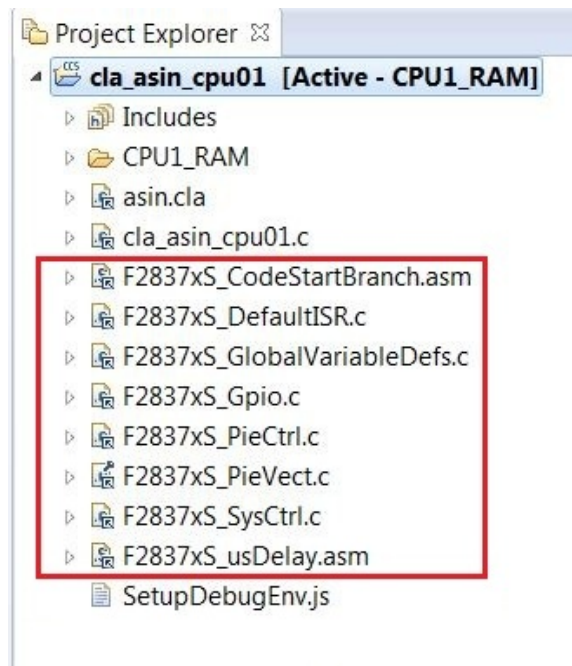 Project Explorer
cla_asin_cpu01 [Active - CPU1_RAM]
Includes
CPU1_RAM
asin.cla
cla_asin_cpu01.c
F2837xS_CodeStartBranch.asm
F2837xS_DefaultISR.c
F2837xS_GlobalVariableDefs.c
F2837xS_Gpio.c
F2837xS_PieCtrl.c
F2837xS_PieVect.c
F2837xS_SysCtrl.c
F2837xS_usDelay.asm
SetupDebugEnv.js